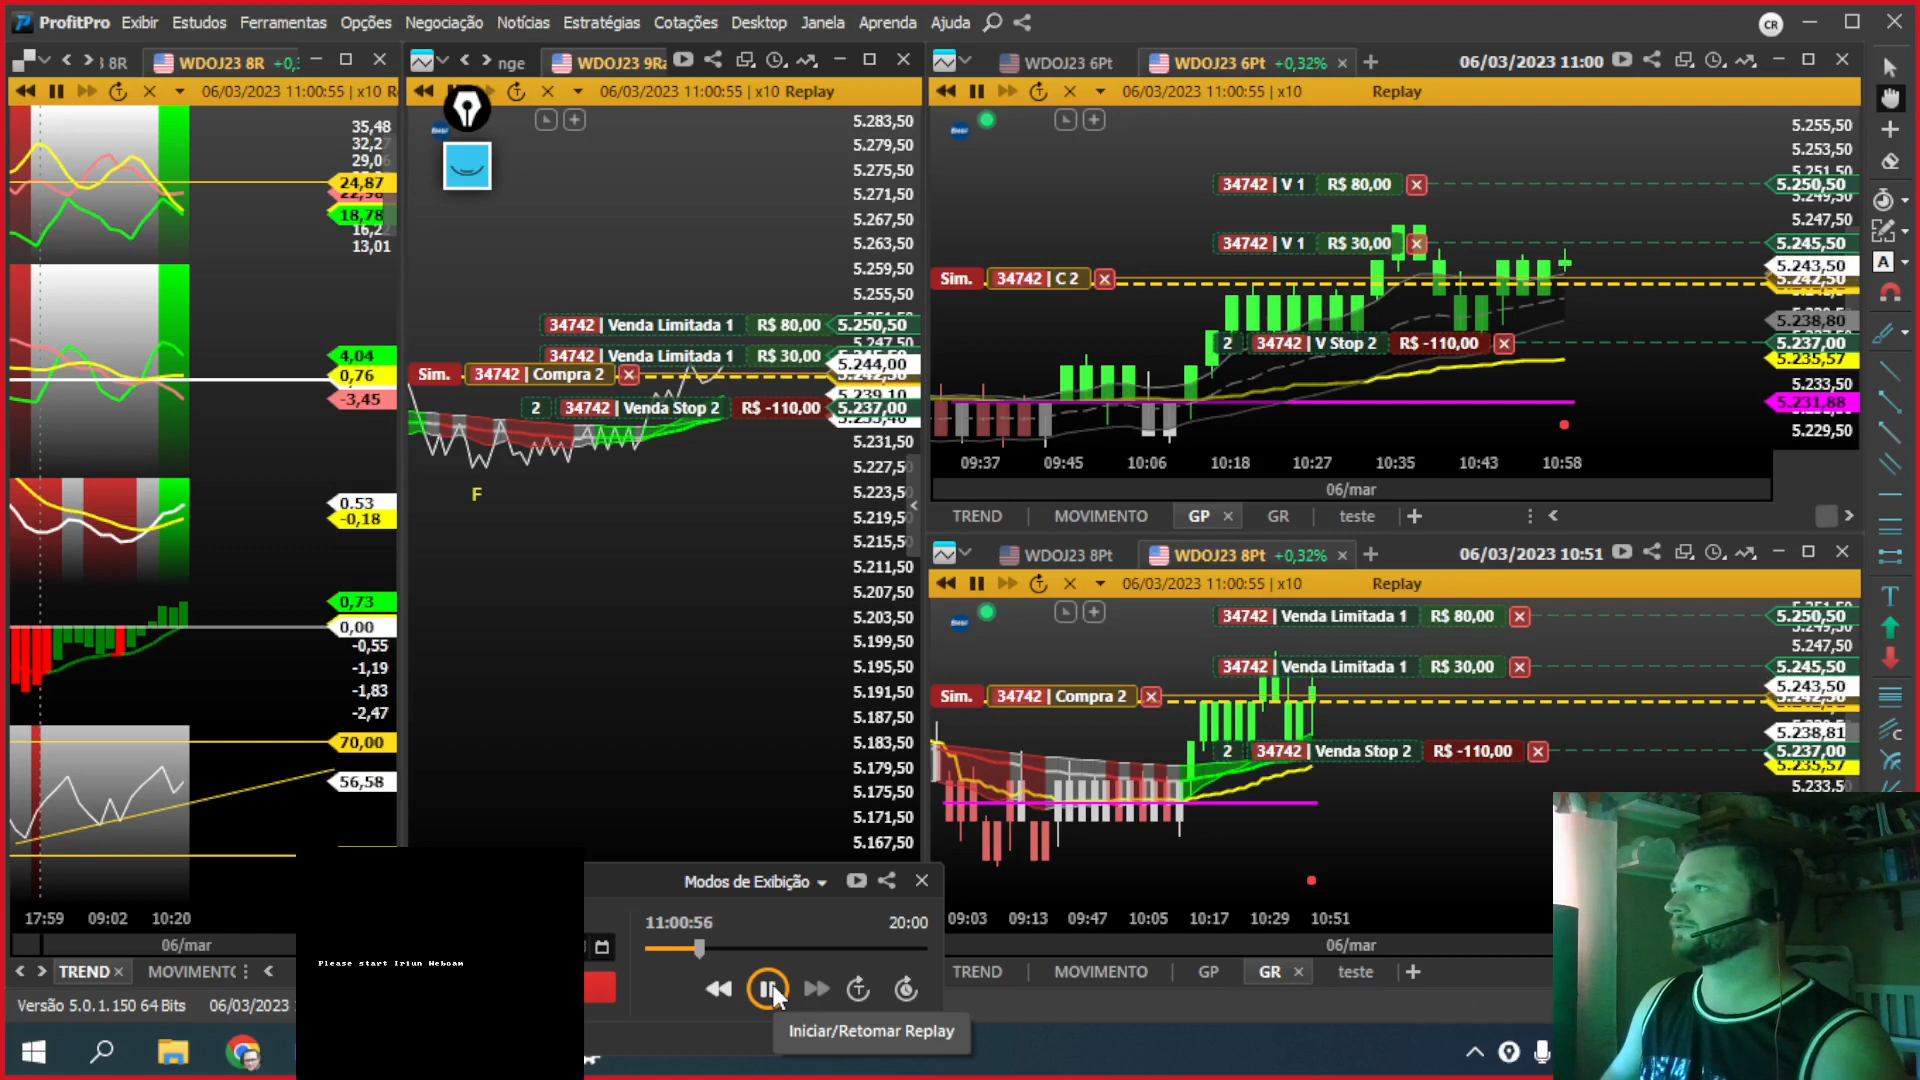 ProfitPro Exibir Estudos Ferramentas Opções Negociação Notícias Estratégias Cotações Desktop Janela Aprenda Ajuda CR
8R WDOJ23 8R
06/03/2023 11:00:55 | x10
35,48
32,2
29,0
24,87
18,78
16,2
13,01
4,04
0,76
-3,45
0,53
-0,18
0,73
0,00
-0,55
-1,19
-1,83
-2,47
70,00
56,58
17:59 09:02 10:20
06/mar
TREND MOVIMENTO
Versão 5.0.1.150 64 Bits 06/03/2023
nge WDOJ23 9Ra
06/03/2023 11:00:55 | x10 Replay
5.283,50
5.279,50
5.275,50
5.271,50
5.267,50
5.263,50
5.259,50
5.255,50
34742 | Venda Limitada 1 R$ 80,00 5.250,50
5.247,50
34742 | Venda Limitada 1 R$ 30,00
5.244,00
Sim. 34742 | Compra 2
5.239,10
2 34742 | Venda Stop 2 R$ -110,00 5.237,00
5.231,50
5.227,5
F
5.223,5
5.219,5
5.215,5
5.211,50
5.207,50
5.203,50
5.199,50
5.195,50
5.191,50
5.187,50
5.183,50
5.179,50
5.175,50
5.171,50
5.167,50
WDOJ23 6Pt WDOJ23 6Pt +0,32% 06/03/2023 11:00
06/03/2023 11:00:55 | x10 Replay
5.255,50
5.253,50
5.251,50
34742 | V 1 R$ 80,00 5.250,50
5.249,50
5.247,50
34742 | V 1 R$ 30,00 5.245,50
5.243,50
Sim. 34742 | C 2 5.242,50
5.238,80
2 34742 | V Stop 2 R$ -110,00 5.237,00
5.235,57
5.233,50
5.231,88
5.229,50
09:37 09:45 10:06 10:18 10:27 10:35 10:43 10:58
06/mar
TREND MOVIMENTO GP GR teste
WDOJ23 8Pt WDOJ23 8Pt +0,32% 06/03/2023 10:51
06/03/2023 11:00:55 | x10 Replay
34742 | Venda Limitada 1 R$ 80,00 5.250,50
5.249,50
5.247,50
34742 | Venda Limitada 1 R$ 30,00 5.245,50
5.243,50
Sim. 34742 | Compra 2
5.238,81
2 34742 | Venda Stop 2 R$ -110,00 5.237,00
5.235,57
5.233,5
09:03 09:13 09:47 10:05 10:17 10:29 10:51
06/mar
TREND MOVIMENTO GP GR teste
Modos de Exibição
11:00:56 20:00
Iniciar/Retomar Replay
Please start Iriun Webcam